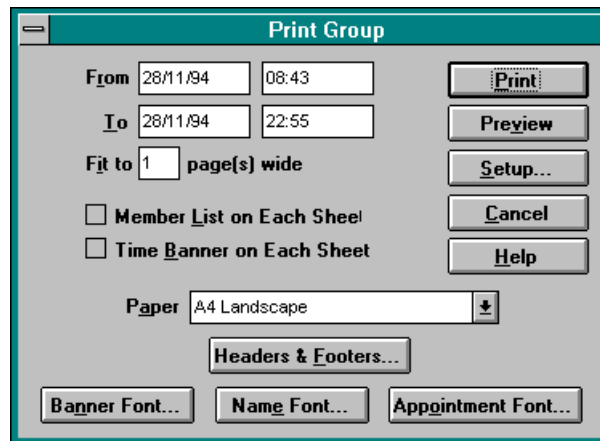 Print Group
From 28/11/94 08:43 Print
To 28/11/94 22:55 Preview
Fit to 1 page(s) wide Setup...
Member List on Each Sheet Cancel
Time Banner on Each Sheet Help
Paper A4 Landscape
Headers & Footers...
Banner Font... Name Font... Appointment Font...